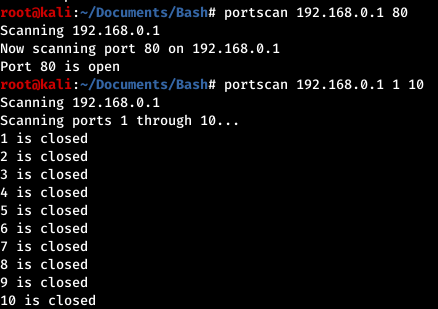 root@kali:~/Documents/Bash# portscan 192.168.0.1 80
Scanning 192.168.0.1
Now scanning port 80 on 192.168.0.1
Port 80 is open
root@kali:~/Documents/Bash# portscan 192.168.0.1 1 10
Scanning 192.168.0.1
Scanning ports 1 through 10...
1 is closed
2 is closed
3 is closed
4 is closed
5 is closed
6 is closed
7 is closed
8 is closed
9 is closed
10 is closed